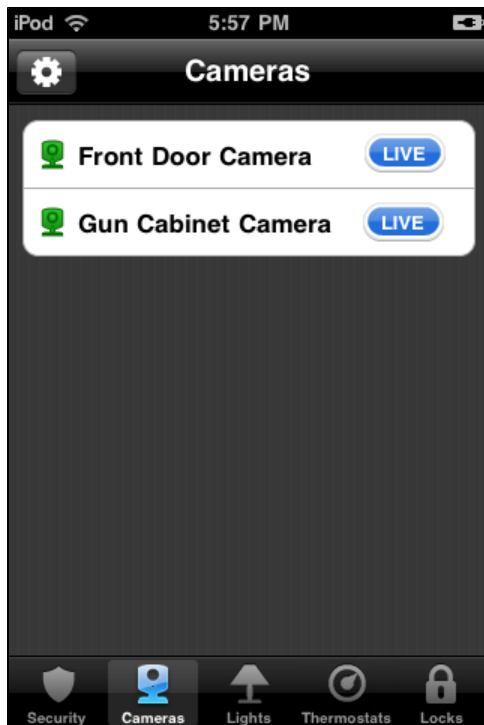 iPod 5:57 PM
Cameras
Front Door Camera LIVE
Gun Cabinet Camera LIVE
Security Cameras Lights Thermostats Locks